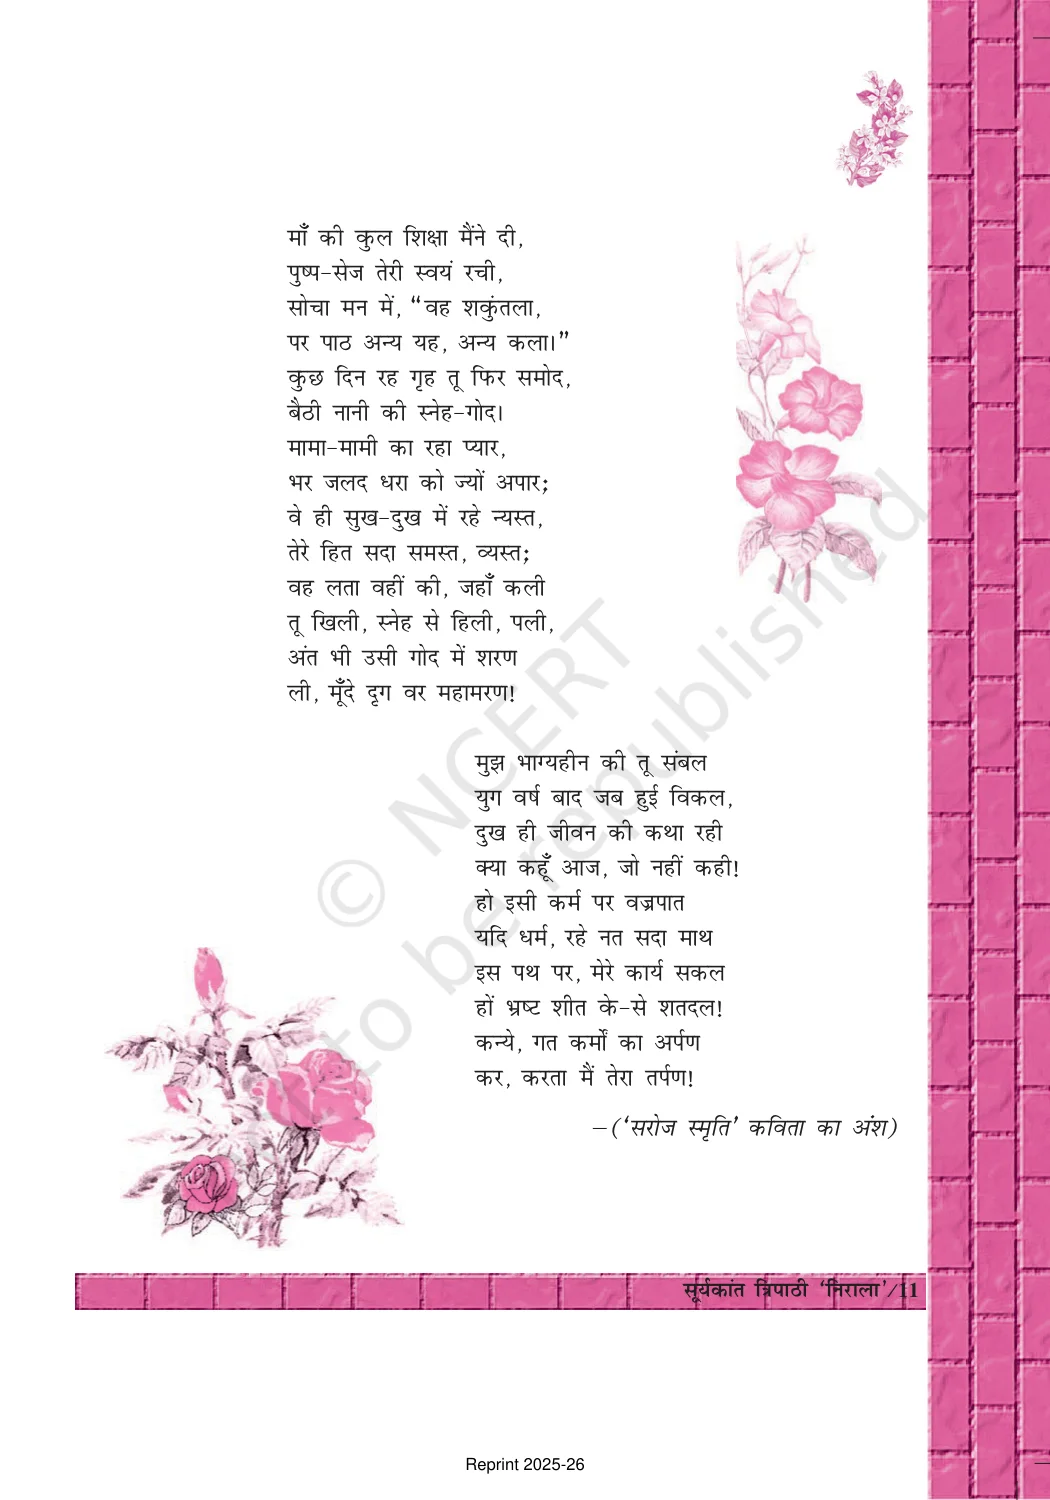 माँ की कुल शिक्षा मैंने दी,
पुष्प-सेज तेरी स्वयं रची,
सोचा मन में, “वह शकुंतला,
पर पाठ अन्य यह, अन्य कला।”
कुछ दिन रह गृह तू फिर समोद,
बैठी नानी की स्नेह-गोद।
मामा-मामी का रहा प्यार,
भर जलद धरा को ज्यों अपार;
वे ही सुख-दुख में रहे न्यस्त,
तेरे हित सदा समस्त, व्यस्त;
वह लता वहीं की, जहाँ कली
तू खिली, स्नेह से हिली, पली,
अंत भी उसी गोद में शरण
ली, मूँदे दृग वर महामरण!
मुझ भाग्यहीन की तू संबल
युग वर्ष बाद जब हुई विकल,
दुख ही जीवन की कथा रही
क्या कहूँ आज, जो नहीं कही!
हो इसी कर्म पर वज्रपात
यदि धर्म, रहे नत सदा माथ
इस पथ पर, मेरे कार्य सकल
हों भ्रष्ट शीत के-से शतदल!
कन्ये, गत कर्मों का अर्पण
कर, करता मैं तेरा तर्पण!
–(‘सरोज स्मृति’ कविता का अंश)
© NCERT
to be republished
सूर्यकांत त्रिपाठी ‘निराला’/11
Reprint 2025-26